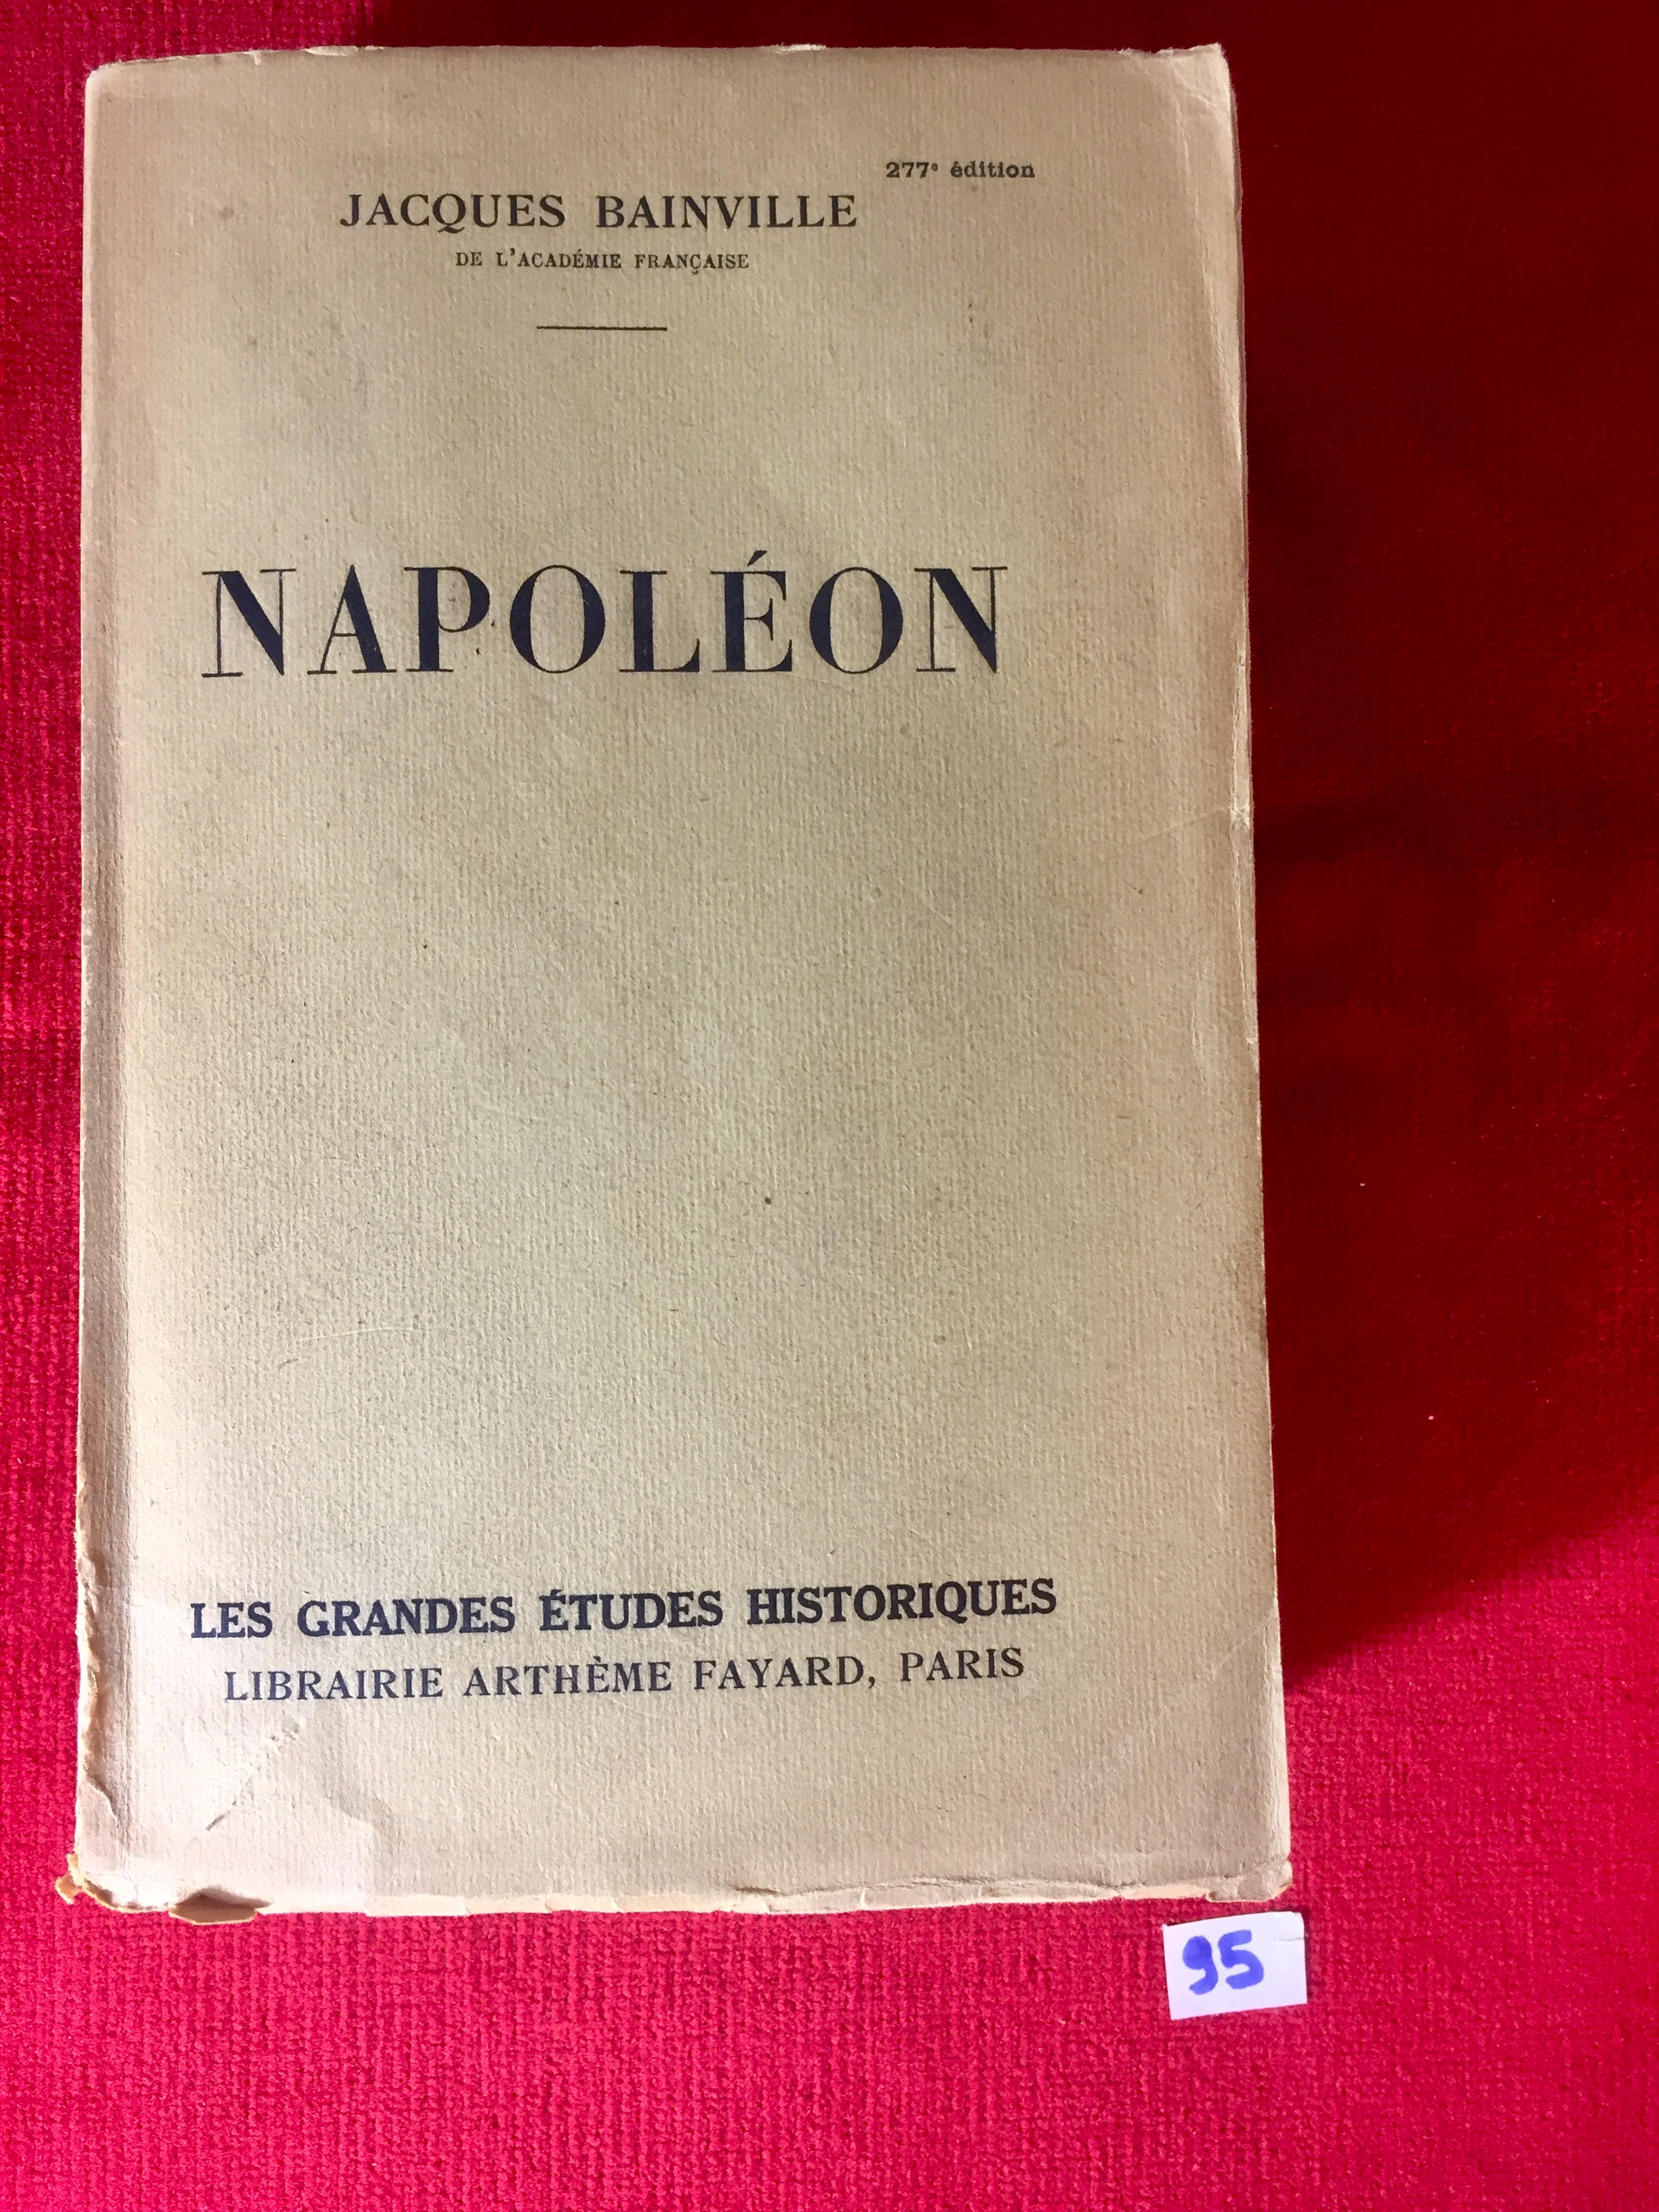 277e édition
JACQUES BAINVILLE
DE L'ACADÉMIE FRANÇAISE
NAPOLÉON
LES GRANDES ÉTUDES HISTORIQUES
LIBRAIRIE ARTHÈME FAYARD, PARIS
95